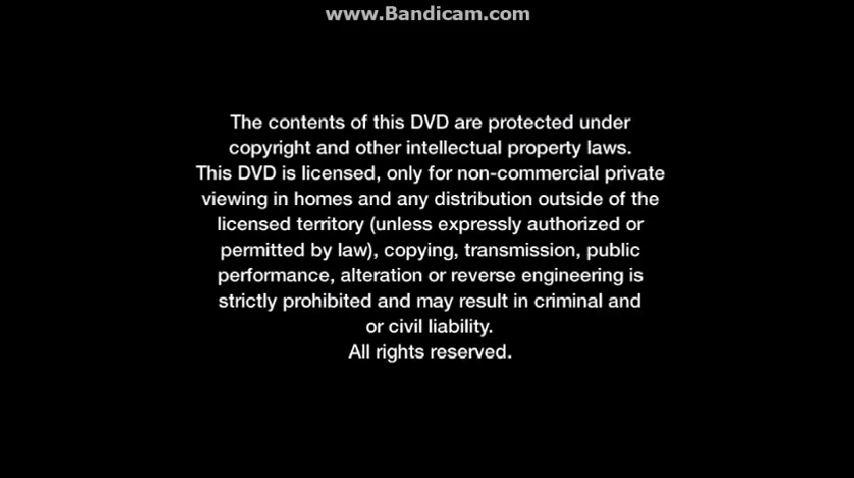 www.Bandicam.com
The contents of this DVD are protected under
copyright and other intellectual property laws.
This DVD is licensed, only for non-commercial private
viewing in homes and any distribution outside of the
licensed territory (unless expressly authorized or
permitted by law), copying, transmission, public
performance, alteration or reverse engineering is
strictly prohibited and may result in criminal and
or civil liability.
All rights reserved.